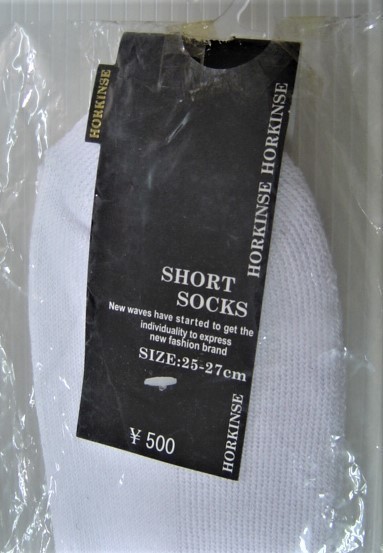 HORKINSE
HORKINSE HORKINSE
SHORT
SOCKS
New waves have started to get the
individuality to express
new fashion brand
SIZE:25-27cm
HORKINSE
¥ 500